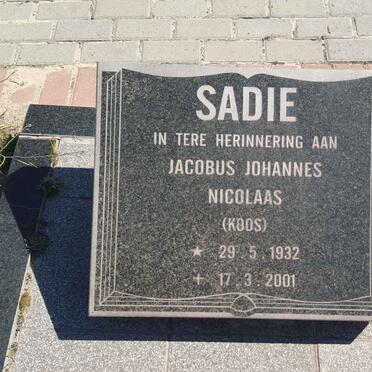 SADIE
IN TERE HERINNERING AAN
JACOBUS JOHANNES
NICOLAAS
(KOOS)
★ 29.5.1932
+ 17.3.2001